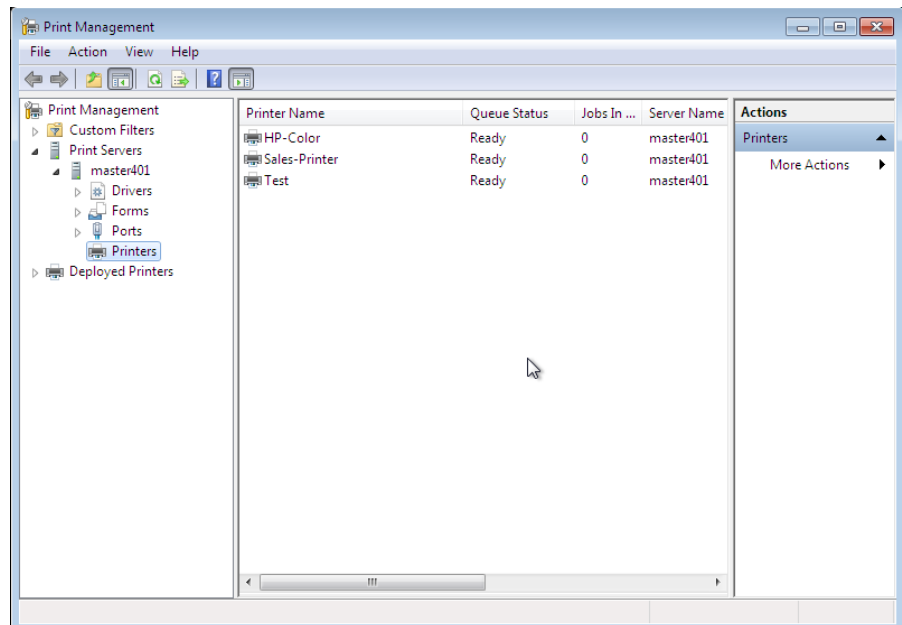 Print Management
File Action View Help
Print Management
Custom Filters
Print Servers
master401
Drivers
Forms
Ports
Printers
Deployed Printers
Printer Name Queue Status Jobs In ... Server Name
HP-Color Ready 0 master401
Sales-Printer Ready 0 master401
Test Ready 0 master401
Actions
Printers
More Actions